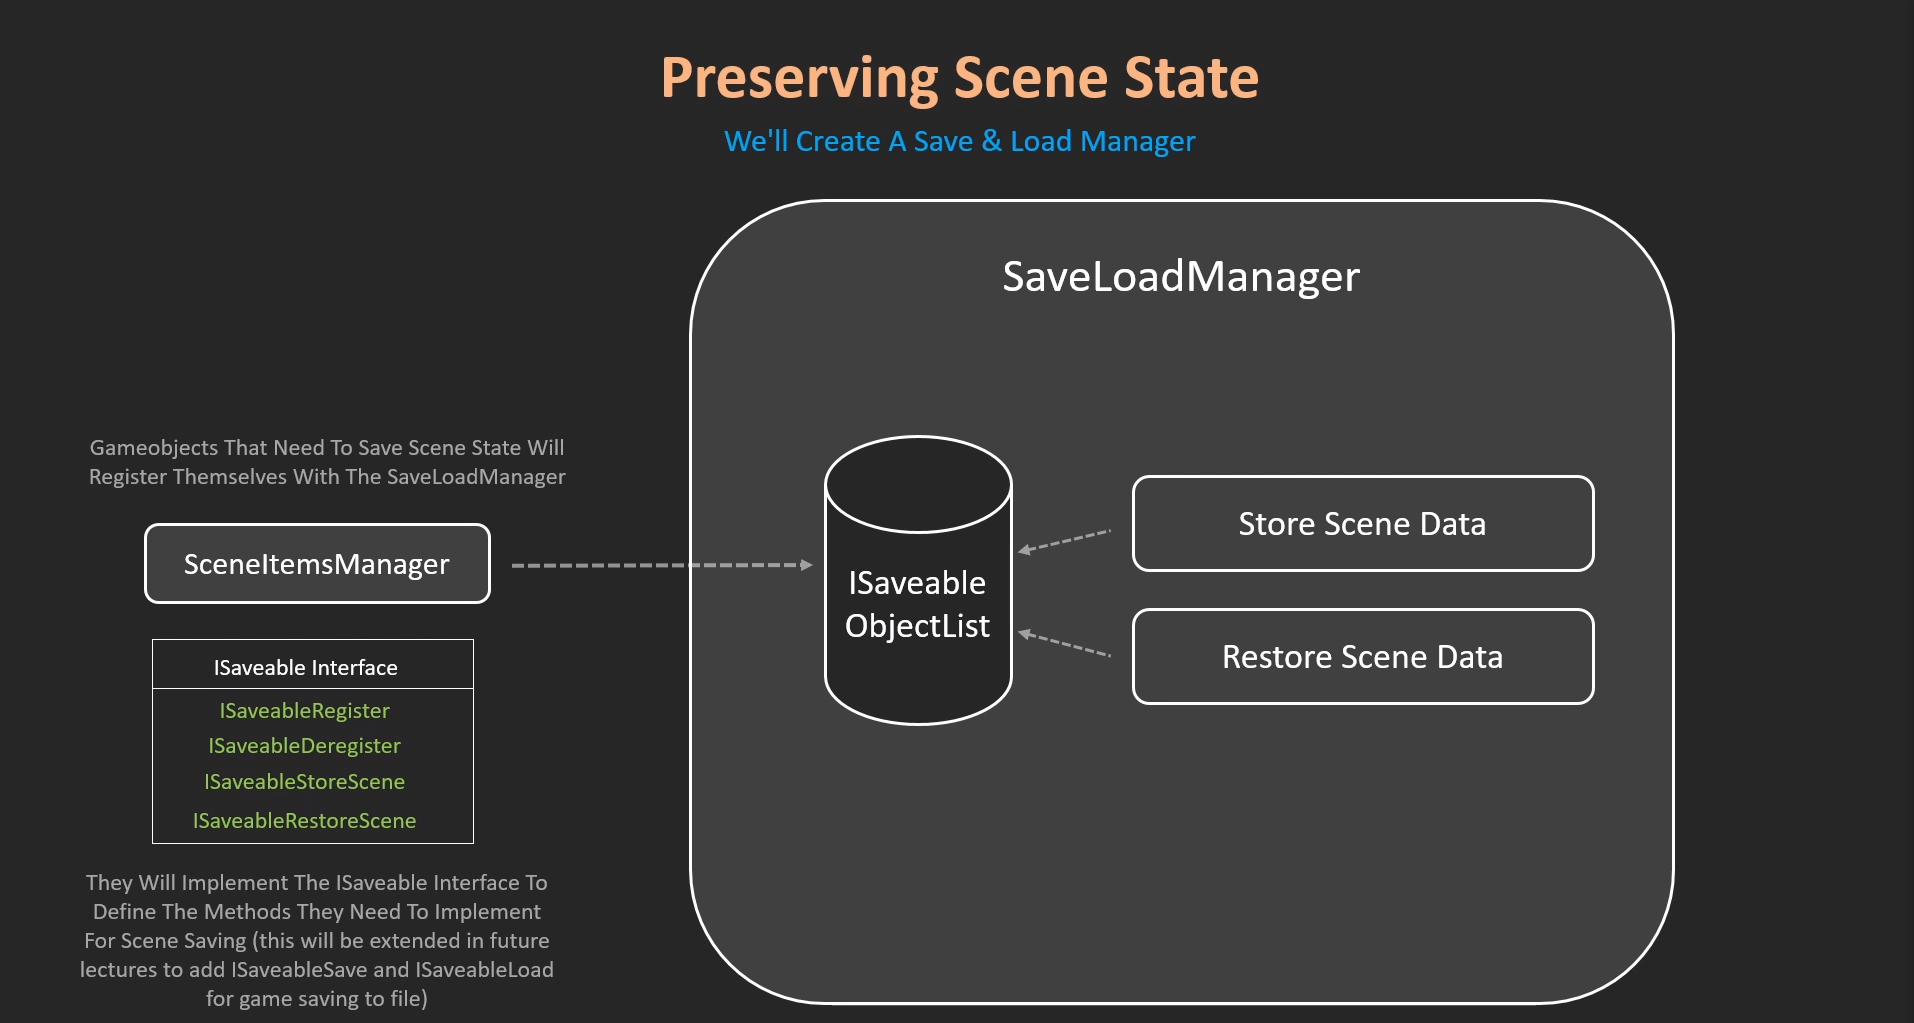 Preserving Scene State
We'll Create A Save & Load Manager
SaveLoadManager
Gameobjects That Need To Save Scene State Will
Register Themselves With The SaveLoadManager
SceneItemsManager
ISaveable
ObjectList
Store Scene Data
Restore Scene Data
ISaveable Interface
ISaveableRegister
ISaveableDeregister
ISaveableStoreScene
ISaveableRestoreScene
They Will Implement The ISaveable Interface To
Define The Methods They Need To Implement
For Scene Saving (this will be extended in future
lectures to add ISaveableSave and ISaveableLoad
for game saving to file)